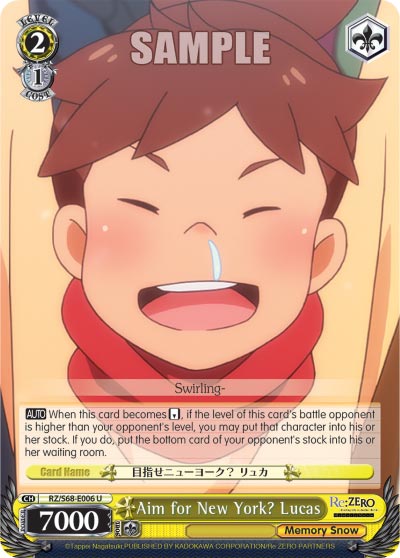 LEVEL
2
1
COST
SAMPLE
Swirling-
AUTO When this card becomes , if the level of this card's battle opponent
is higher than your opponent's level, you may put that character into his or
her stock. If you do, put the bottom card of your opponent's stock into his or
her waiting room.
Card Name 目指せニューヨーク? リュカ
CH RZ/S68-E006 U
POWER 7000 SOUL Aim for New York? Lucas
Re:ZERO
Memory Snow
©Tappei Nagatsuki,PUBLISHED BY KADOKAWA CORPORATION/Re:ZERO PARTNERS